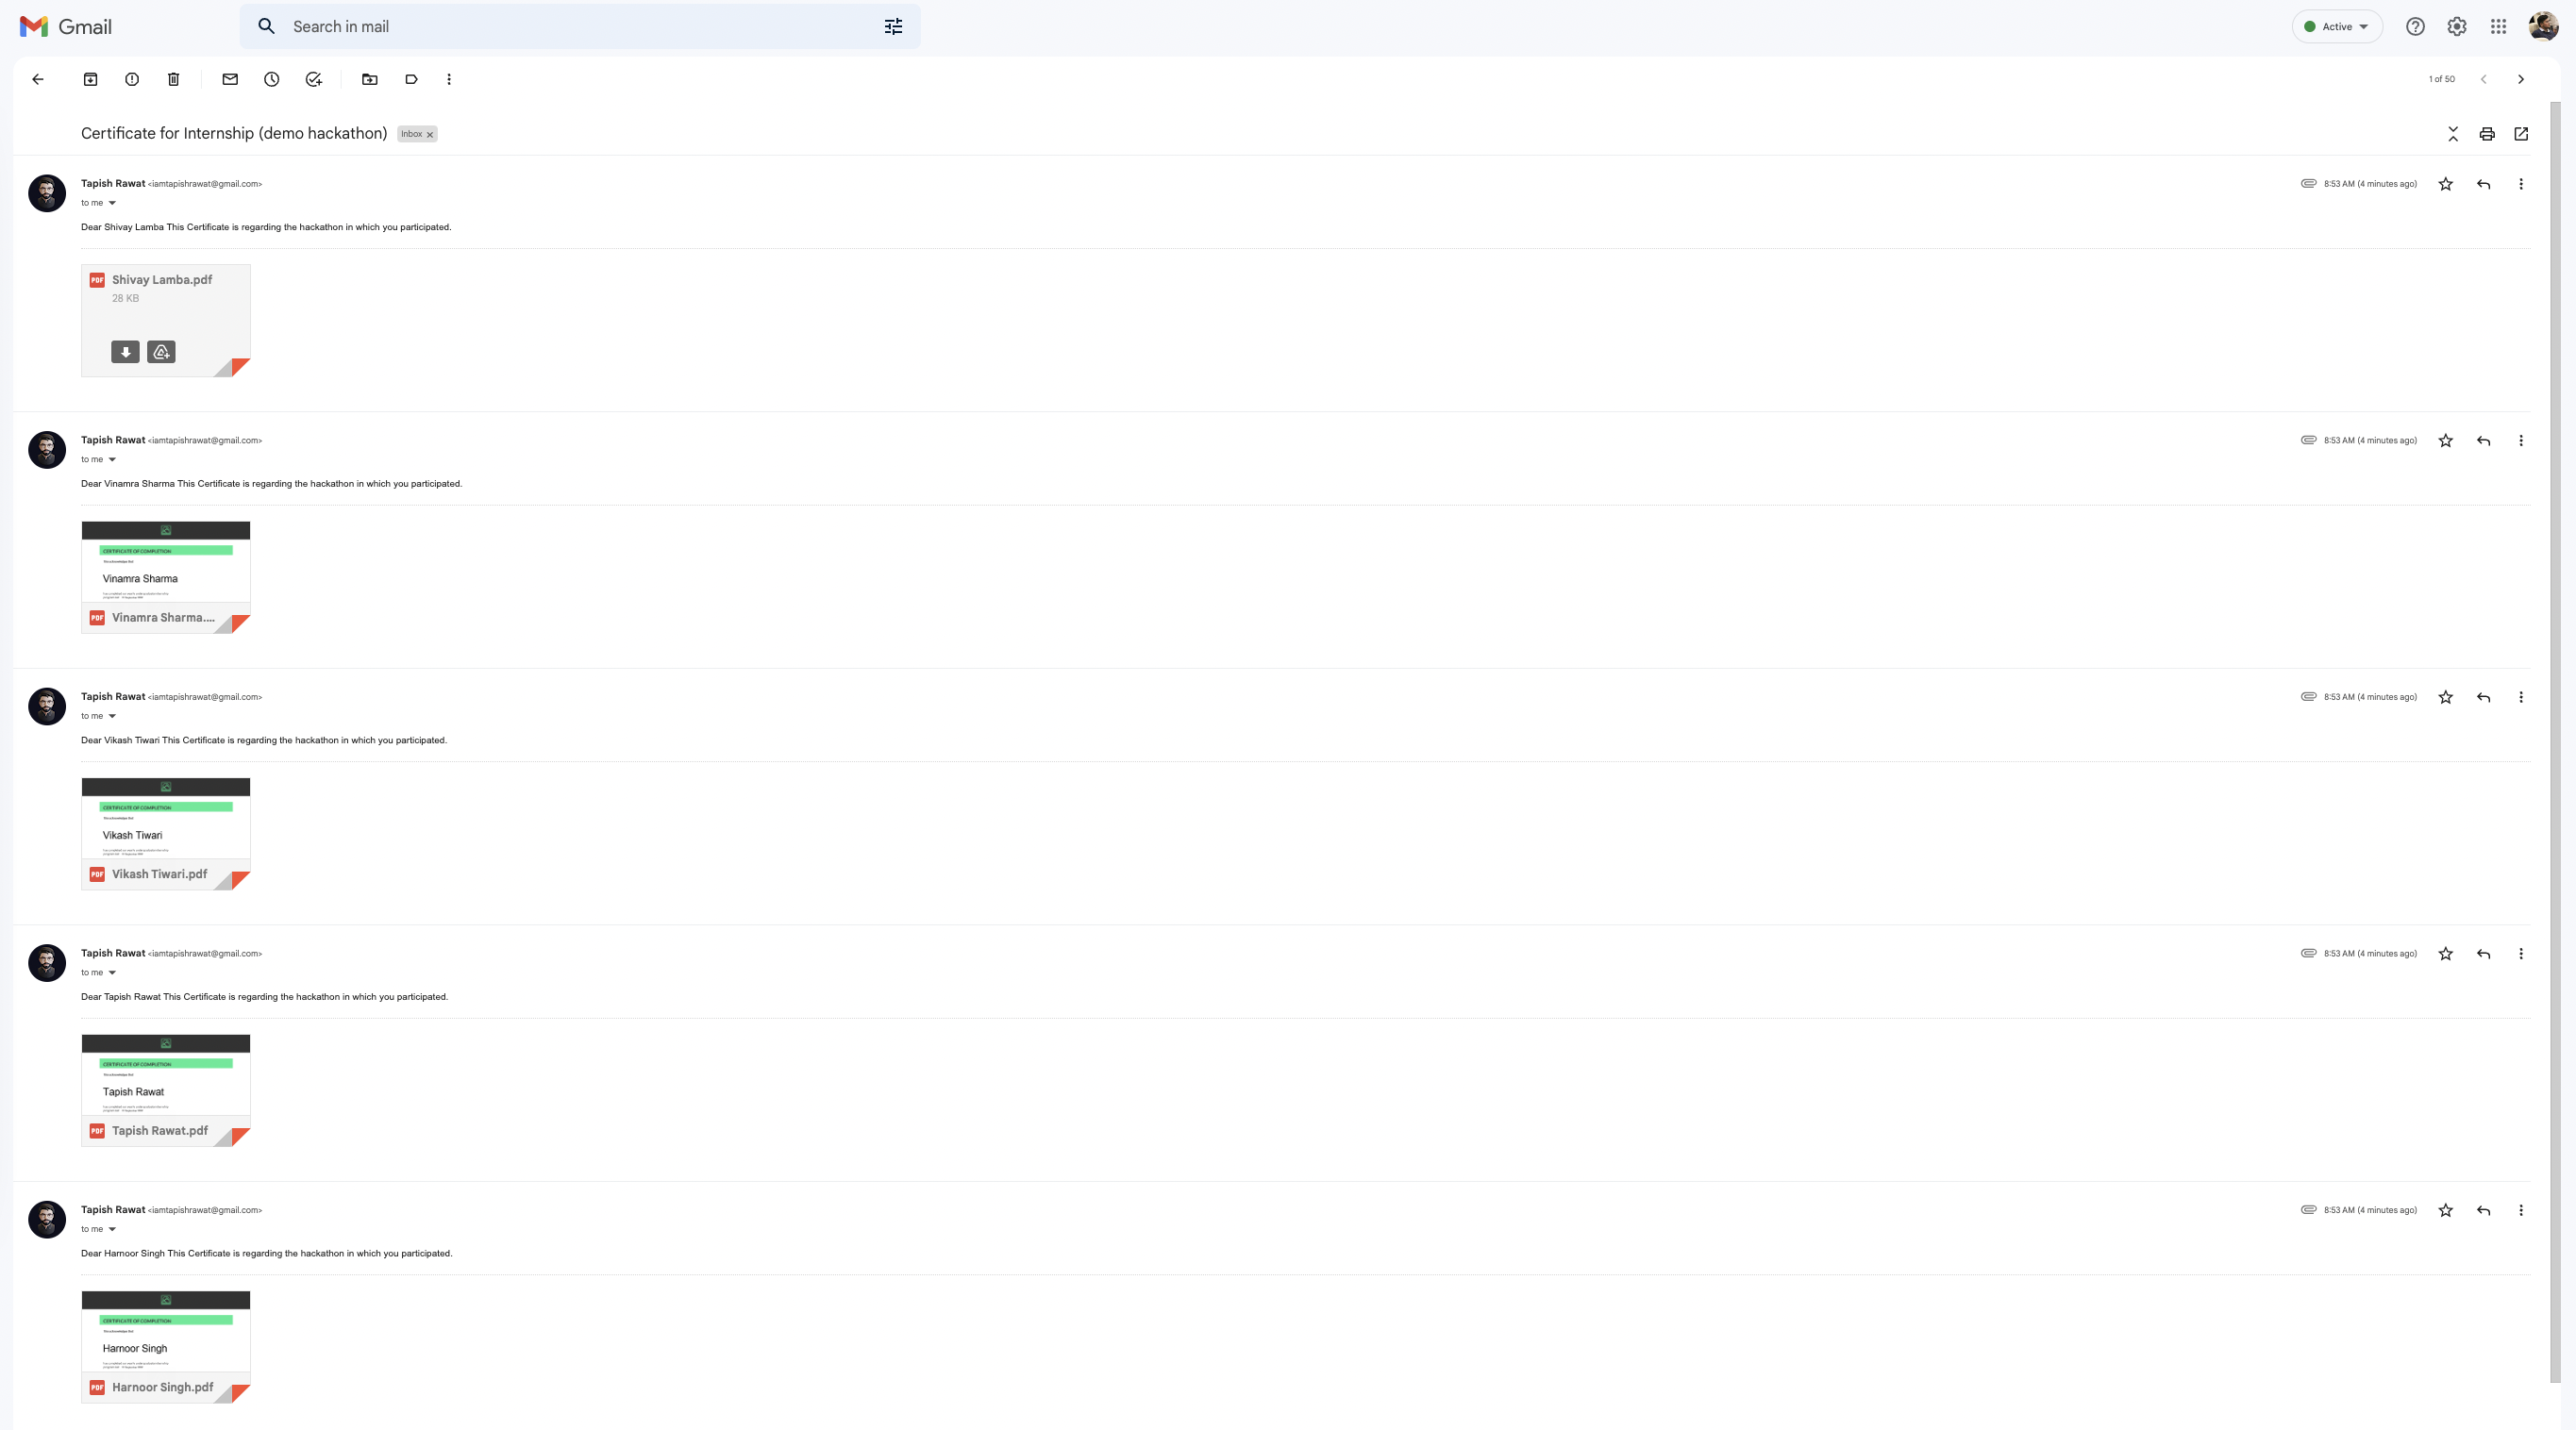 Gmail
Search in mail
Active
1 of 50
Certificate for Internship (demo hackathon) Inbox x
Tapish Rawat <iamtapishrawat@gmail.com> 8:53 AM (4 minutes ago)
to me
Dear Shivay Lamba This Certificate is regarding the hackathon in which you participated.
PDF Shivay Lamba.pdf
28 KB
Tapish Rawat <iamtapishrawat@gmail.com> 8:53 AM (4 minutes ago)
to me
Dear Vinamra Sharma This Certificate is regarding the hackathon in which you participated.
CERTIFICATE OF COMPLETION
Vinamra Sharma
PDF Vinamra Sharma....
Tapish Rawat <iamtapishrawat@gmail.com> 8:53 AM (4 minutes ago)
to me
Dear Vikash Tiwari This Certificate is regarding the hackathon in which you participated.
CERTIFICATE OF COMPLETION
Vikash Tiwari
PDF Vikash Tiwari.pdf
Tapish Rawat <iamtapishrawat@gmail.com> 8:53 AM (4 minutes ago)
to me
Dear Tapish Rawat This Certificate is regarding the hackathon in which you participated.
CERTIFICATE OF COMPLETION
Tapish Rawat
PDF Tapish Rawat.pdf
Tapish Rawat <iamtapishrawat@gmail.com> 8:53 AM (4 minutes ago)
to me
Dear Harnoor Singh This Certificate is regarding the hackathon in which you participated.
CERTIFICATE OF COMPLETION
Harnoor Singh
PDF Harnoor Singh.pdf